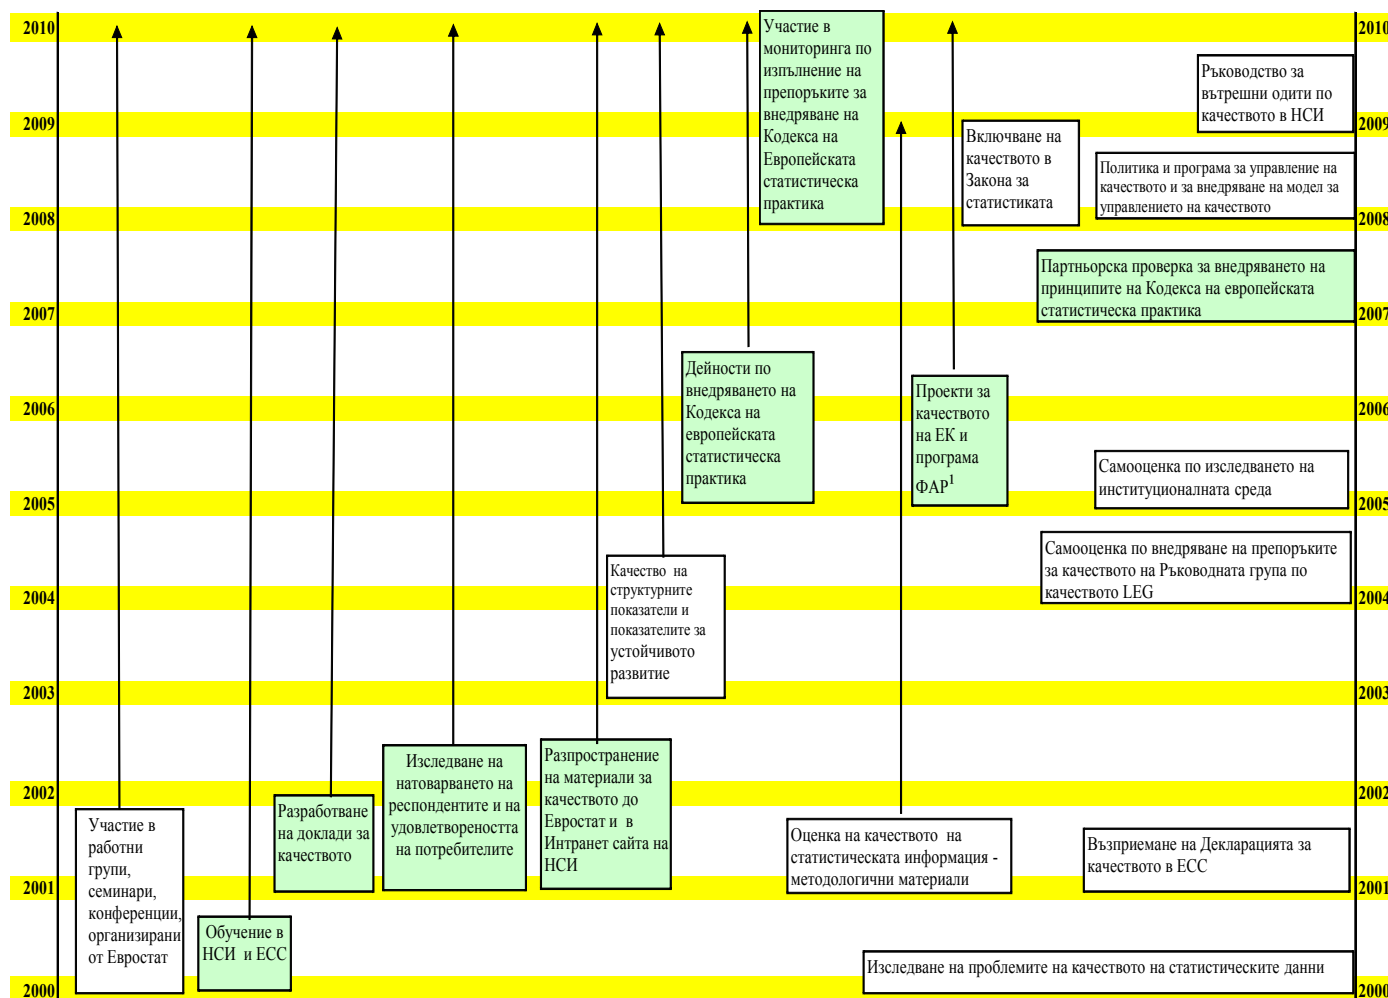 2010
2010
Участие в
мониторинга по
изпълнение на
препоръките за
внедряване на
Кодекса на
Европейската
статистическа
практика
Ръководство за
вътрешни одити по
качеството в НСИ
2009
2009
Включване на
качеството в
Закона за
статистиката
Политика и програма за управление на
качеството и за внедряване на модел за
управлението на качеството
2008
2008
Партньорска проверка за внедряването на
принципите на Кодекса на европейската
статистическа практика
2007
2007
Дейности по
внедряването на
Кодекса на
европейската
статистическа
практика
Проекти за
качеството
на ЕК и
програма
ФАР¹
2006
2006
Самооценка по изследването на
институционалната среда
2005
2005
Самооценка по внедряване на препоръките
за качеството на Ръководната група по
качеството LEG
Качество на
структурните
показатели и
показателите за
устойчивото
развитие
2004
2004
2003
2003
Изследване на
натоварването на
респондентите и на
удовлетвореността
на потребителите
Разпространение
на материали за
качеството до
Евростат и в
Интранет сайта на
НСИ
2002
2002
Разработване
на доклади за
качеството
Участие в
работни
групи,
семинари,
конференции,
организирани
от Евростат
Оценка на качеството на
статистическата информация -
методологични материали
Възприемане на Декларацията за
качеството в ЕСС
2001
2001
Обучение в
НСИ и ЕСС
Изследване на проблемите на качеството на статистическите данни
2000
2000